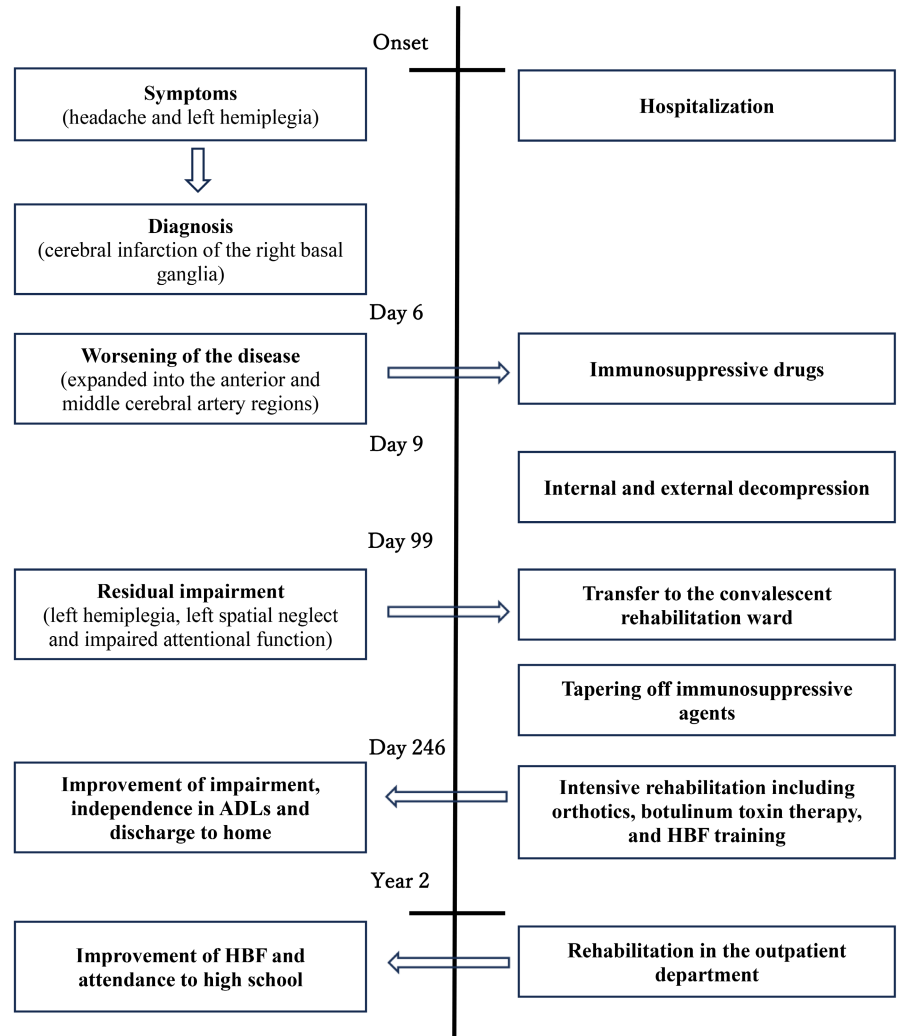 Onset
Symptoms
(headache and left hemiplegia)
Hospitalization
Diagnosis
(cerebral infarction of the right basal
ganglia)
Day 6
Worsening of the disease
(expanded into the anterior and
middle cerebral artery regions)
Immunosuppressive drugs
Day 9
Internal and external decompression
Day 99
Residual impairment
(left hemiplegia, left spatial neglect
and impaired attentional function)
Transfer to the convalescent
rehabilitation ward
Tapering off immunosuppressive
agents
Day 246
Improvement of impairment,
independence in ADLs and
discharge to home
Intensive rehabilitation including
orthotics, botulinum toxin therapy,
and HBF training
Year 2
Improvement of HBF and
attendance to high school
Rehabilitation in the outpatient
department